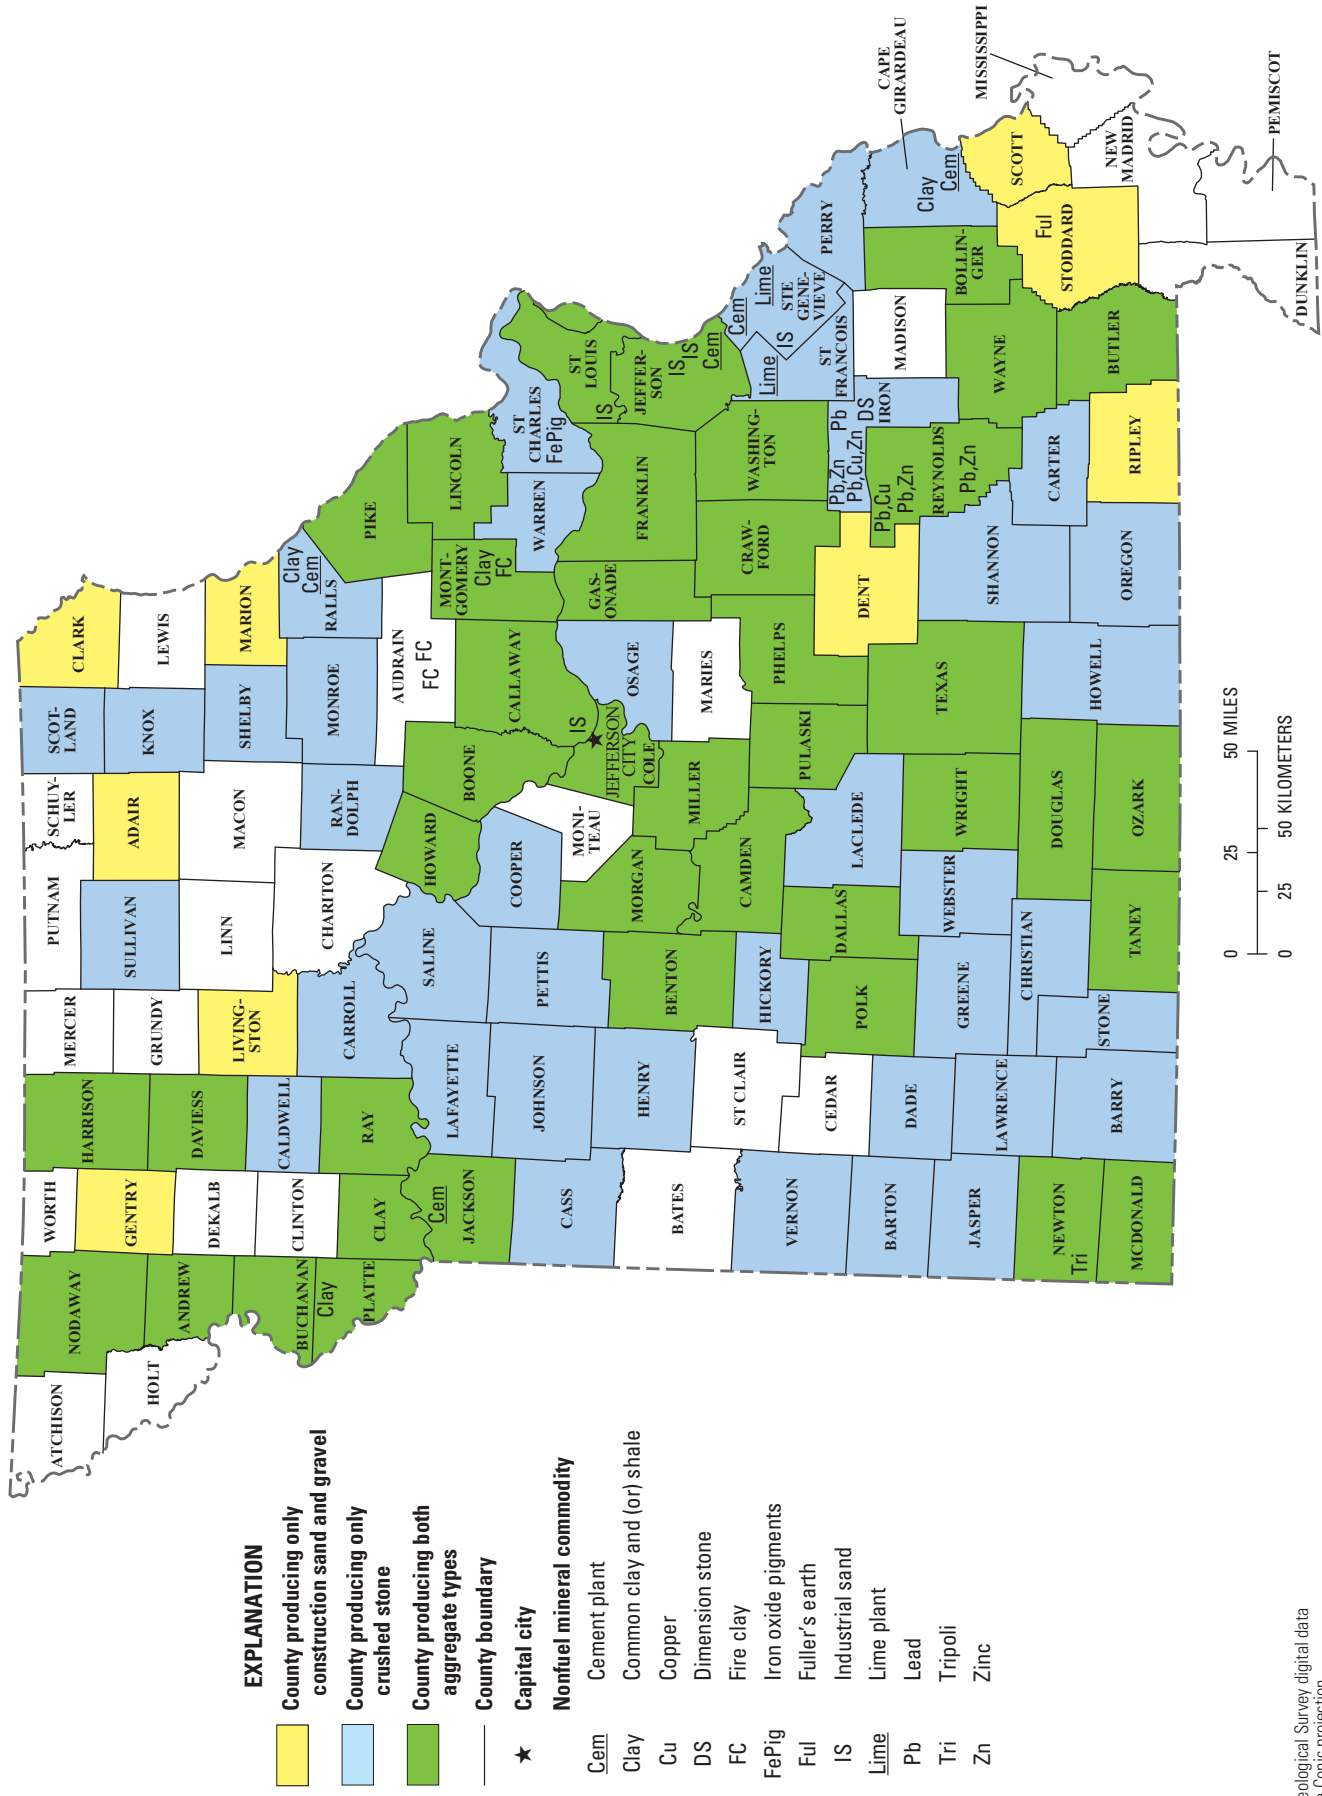 ATCHISON
HOLT
NODAWAY
ANDREW
BUCHANAN
Clay
PLATTE
WORTH
GENTRY
DEKALB
CLINTON
CLAY
HARRISON
DAVIESS
CALDWELL
RAY
MERCER
GRUNDY
LIVING-
STON
CARROLL
PUTNAM
SULLIVAN
LINN
CHARITON
SCHUY-
LER
ADAIR
MACON
RAN-
DOLPH
HOWARD
SCOT-
LAND
KNOX
SHELBY
MONROE
AUDRAIN
FC FC
BOONE
CALLAWAY
CLARK
LEWIS
MARION
Clay
Cem
RALLS
PIKE
MONT-
GOMERY
Clay
FC
LINCOLN
WARREN
ST
CHARLES
FePig
Cem
JACKSON
LAFAYETTE
SALINE
COOPER
MONI-
TEAU
IS
JEFFERSON
CITY
COLE
OSAGE
GAS-
ONADE
FRANKLIN
ST
LOUIS
IS
JEFFER-
SON
IS
IS
Cem
CASS
JOHNSON
PETTIS
MORGAN
MILLER
MARIES
BATES
HENRY
BENTON
CAMDEN
PULASKI
PHELPS
CRAW-
FORD
WASHING-
TON
Cem
Lime
STE
GENE-
VIEVE
Lime
IS
ST
FRANCOIS
PERRY
VERNON
ST CLAIR
HICKORY
CEDAR
POLK
DALLAS
LACLEDE
DENT
Pb,Zn
Pb
Pb,Cu,Zn
DS
IRON
MADISON
CAPE
GIRARDEAU
Clay
Cem
BOLLIN-
GER
BARTON
DADE
GREENE
WEBSTER
WRIGHT
TEXAS
Pb,Cu
Pb,Zn
REYNOLDS
Pb,Zn
WAYNE
JASPER
LAWRENCE
CHRISTIAN
DOUGLAS
HOWELL
SHANNON
CARTER
BUTLER
STODDARD
Ful
SCOTT
MISSISSIPPI
NEWTON
Tri
MCDONALD
BARRY
STONE
TANEY
OZARK
OREGON
RIPLEY
NEW
MADRID
PEMISCOT
DUNKLIN
0 25 50 MILES
0 25 50 KILOMETERS
EXPLANATION
County producing only
construction sand and gravel
County producing only
crushed stone
County producing both
aggregate types
County boundary
★ Capital city
Nonfuel mineral commodity
Cem Cement plant
Clay Common clay and (or) shale
Cu Copper
DS Dimension stone
FC Fire clay
FePig Iron oxide pigments
Ful Fuller's earth
IS Industrial sand
Lime Lime plant
Pb Lead
Tri Tripoli
Zn Zinc
Survey digital data